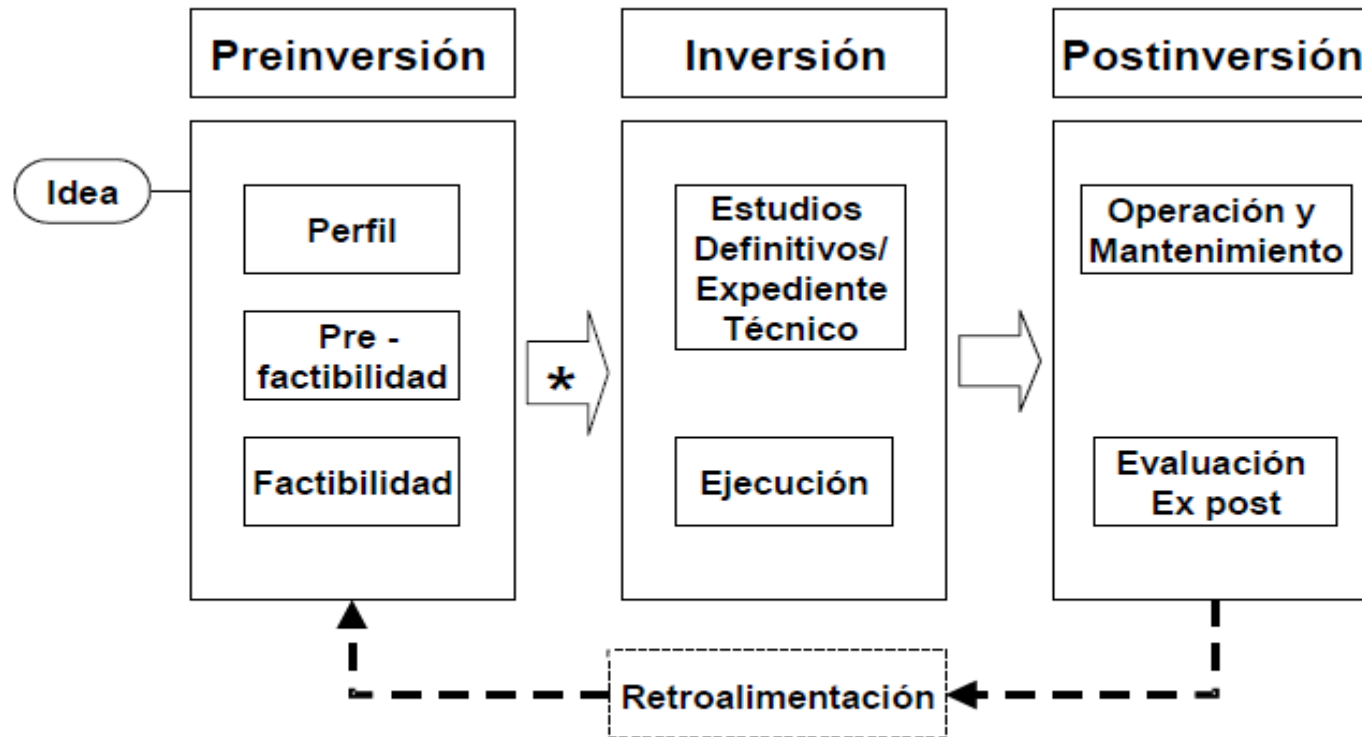 Preinversión
Inversión
Postinversión
Idea
Perfil
Pre -
factibilidad
Factibilidad
*
Estudios
Definitivos/
Expediente
Técnico
Ejecución
Operación y
Mantenimiento
Evaluación
Ex post
Retroalimentación